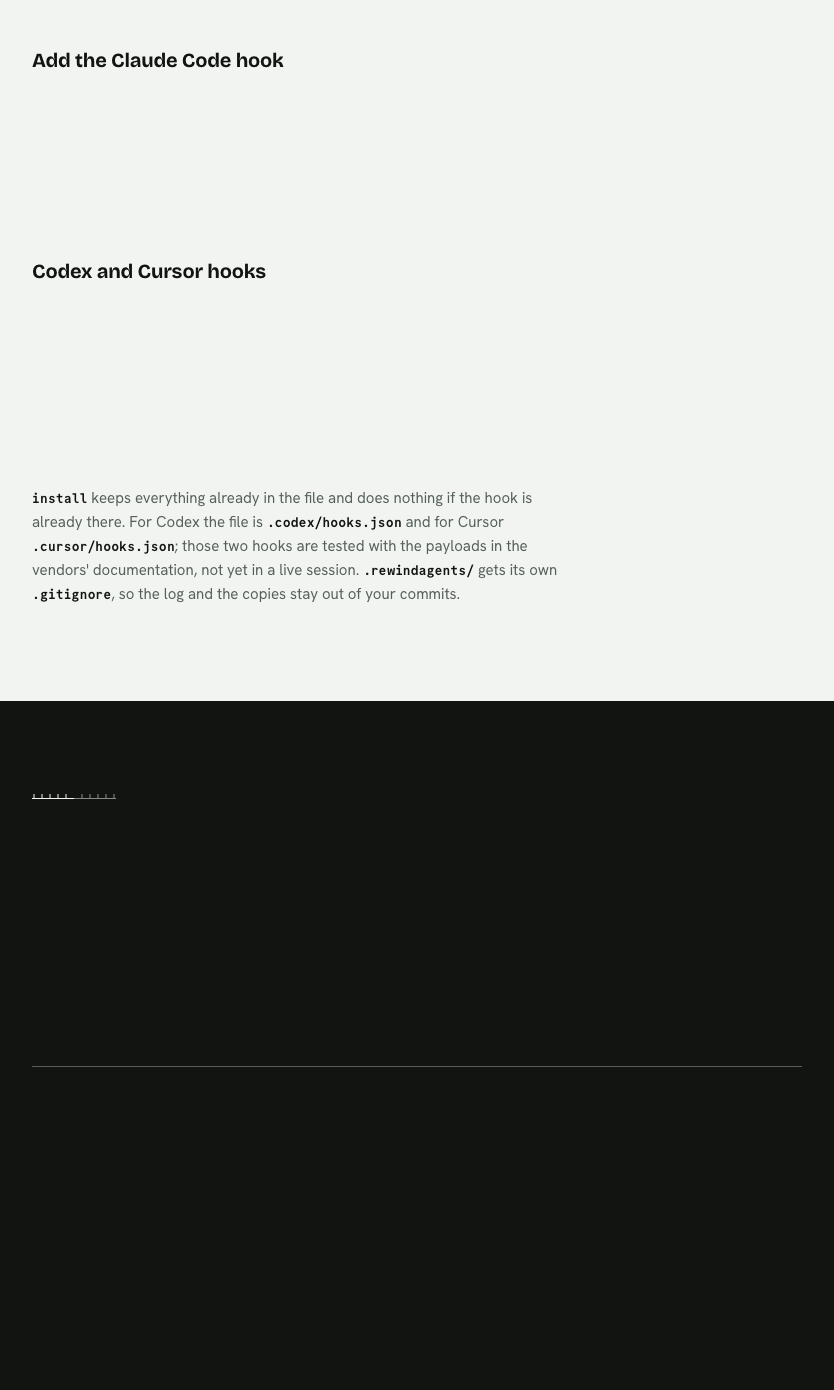 Add the Claude Code hook
Codex and Cursor hooks
install keeps everything already in the file and does nothing if the hook is
already there. For Codex the file is .codex/hooks.json and for Cursor
.cursor/hooks.json; those two hooks are tested with the payloads in the
vendors' documentation, not yet in a live session. .rewindagents/ gets its own
.gitignore, so the log and the copies stay out of your commits.